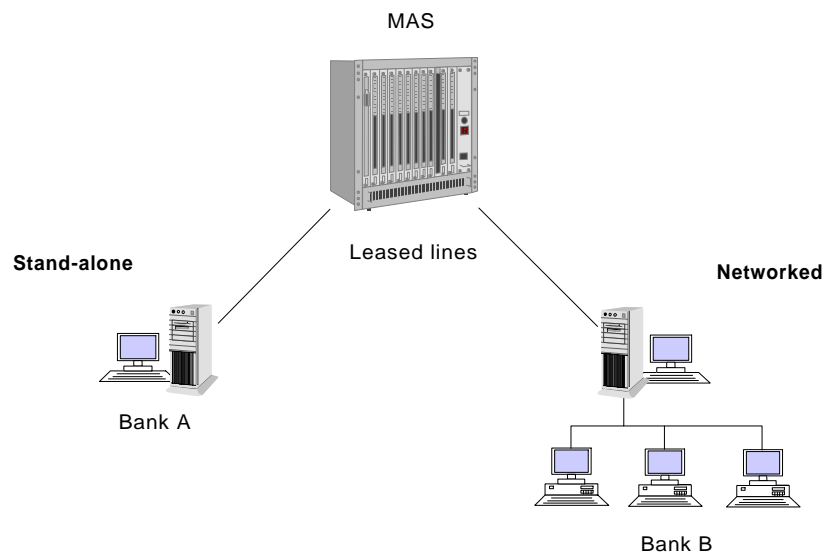 MAS
Leased lines
Stand-alone
Networked
Bank A
Bank B